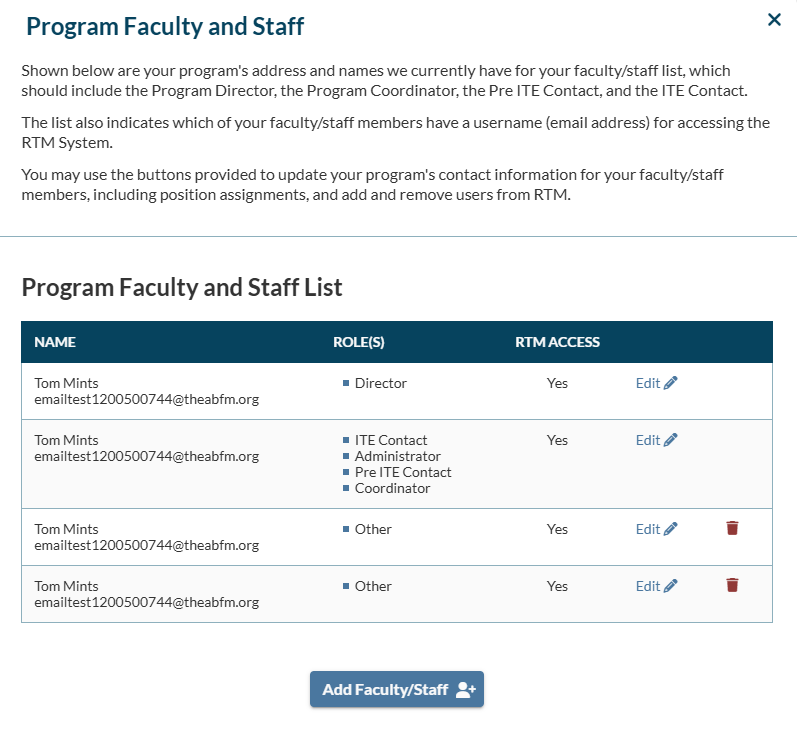 Program Faculty and Staff
Shown below are your program's address and names we currently have for your faculty/staff list, which
should include the Program Director, the Program Coordinator, the Pre ITE Contact, and the ITE Contact.
The list also indicates which of your faculty/staff members have a username (email address) for accessing the
RTM System.
You may use the buttons provided to update your program's contact information for your faculty/staff
members, including position assignments, and add and remove users from RTM.
Program Faculty and Staff List
NAME ROLE(S) RTM ACCESS
Tom Mints Director Yes Edit
emailtest1200500744@theabfm.org
Tom Mints ITE Contact Yes Edit
emailtest1200500744@theabfm.org Administrator
Pre ITE Contact
Coordinator
Tom Mints Other Yes Edit
emailtest1200500744@theabfm.org
Tom Mints Other Yes Edit
emailtest1200500744@theabfm.org
Add Faculty/Staff